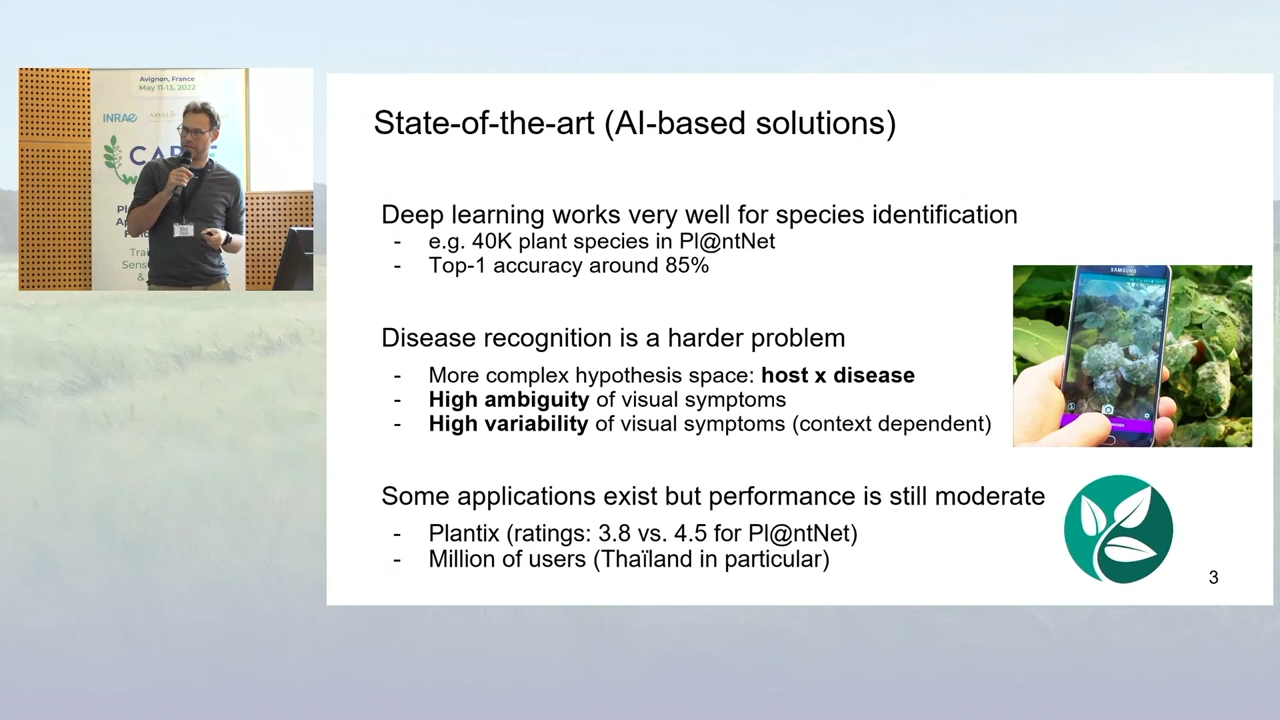 Avignon, France
May 11-13, 2022
INRAE
State-of-the-art (AI-based solutions)
Deep learning works very well for species identification
- e.g. 40K plant species in Pl@ntNet
- Top-1 accuracy around 85%
Disease recognition is a harder problem
- More complex hypothesis space: host x disease
- High ambiguity of visual symptoms
- High variability of visual symptoms (context dependent)
SAMSUNG
Some applications exist but performance is still moderate
- Plantix (ratings: 3.8 vs. 4.5 for Pl@ntNet)
- Million of users (Thaïland in particular)
3